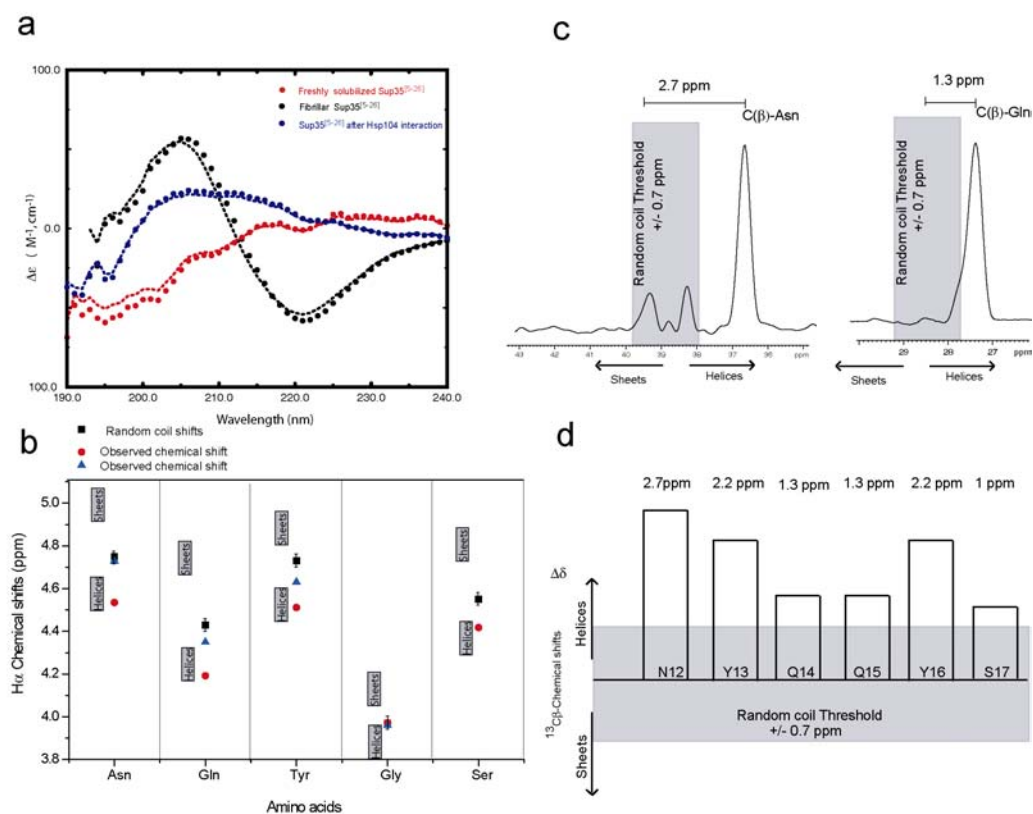 a
100.0
0.0
100.0
Δε ( M-1,cm-1)
Freshly solubilized Sup35[5-26]
Fibrillar Sup35[5-26]
Sup35[5-26] after Hsp104 interaction
190.0 200.0 210.0 220.0 230.0 240.0
Wavelength (nm)
b
Random coil shifts
Observed chemical shift
Observed chemical shift
Hα Chemical shifts (ppm)
5.0
4.8
4.6
4.4
4.2
4.0
3.8
Sheets
Helices
Sheets
Helices
Sheets
Helices
Sheets
Helices
Sheets
Helices
Asn Gln Tyr Gly Ser
Amino acids
c
2.7 ppm
C(β)-Asn
Random coil Threshold
+/- 0.7 ppm
43 42 41 40 39 38 37 36 ppm
Sheets
Helices
1.3 ppm
C(β)-Gln
Random coil Threshold
+/- 0.7 ppm
29 28 27 ppm
Sheets
Helices
d
2.7ppm 2.2 ppm 1.3 ppm 1.3 ppm 2.2 ppm 1 ppm
Δδ
13Cβ-Chemical shifts
Helices
Sheets
N12 Y13 Q14 Q15 Y16 S17
Random coil Threshold
+/- 0.7 ppm